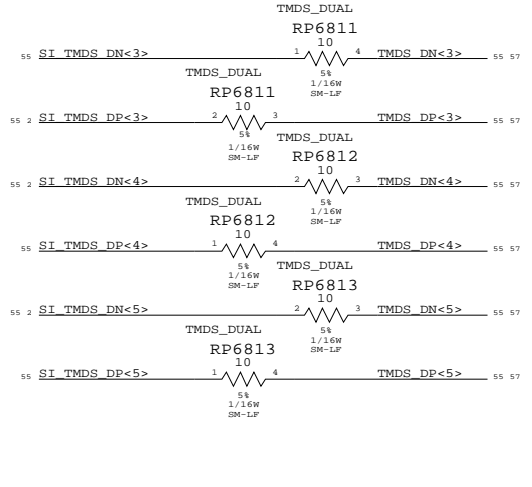 TMDS_DUAL
RP6811
10
55 SI_TMDS_DN<3> 1 4 TMDS_DN<3> 55 57
5%
1/16W
SM-LF
TMDS_DUAL
RP6811
10
55 2 SI_TMDS_DP<3> 2 3 TMDS_DP<3> 55 57
5%
1/16W
SM-LF
TMDS_DUAL
RP6812
10
55 2 SI_TMDS_DN<4> 2 3 TMDS_DN<4> 55 57
5%
1/16W
SM-LF
TMDS_DUAL
RP6812
10
55 SI_TMDS_DP<4> 1 4 TMDS_DP<4> 55 57
5%
1/16W
SM-LF
TMDS_DUAL
RP6813
10
55 2 SI_TMDS_DN<5> 2 3 TMDS_DN<5> 55 57
5%
1/16W
SM-LF
TMDS_DUAL
RP6813
10
55 SI_TMDS_DP<5> 1 4 TMDS_DP<5> 55 57
5%
1/16W
SM-LF